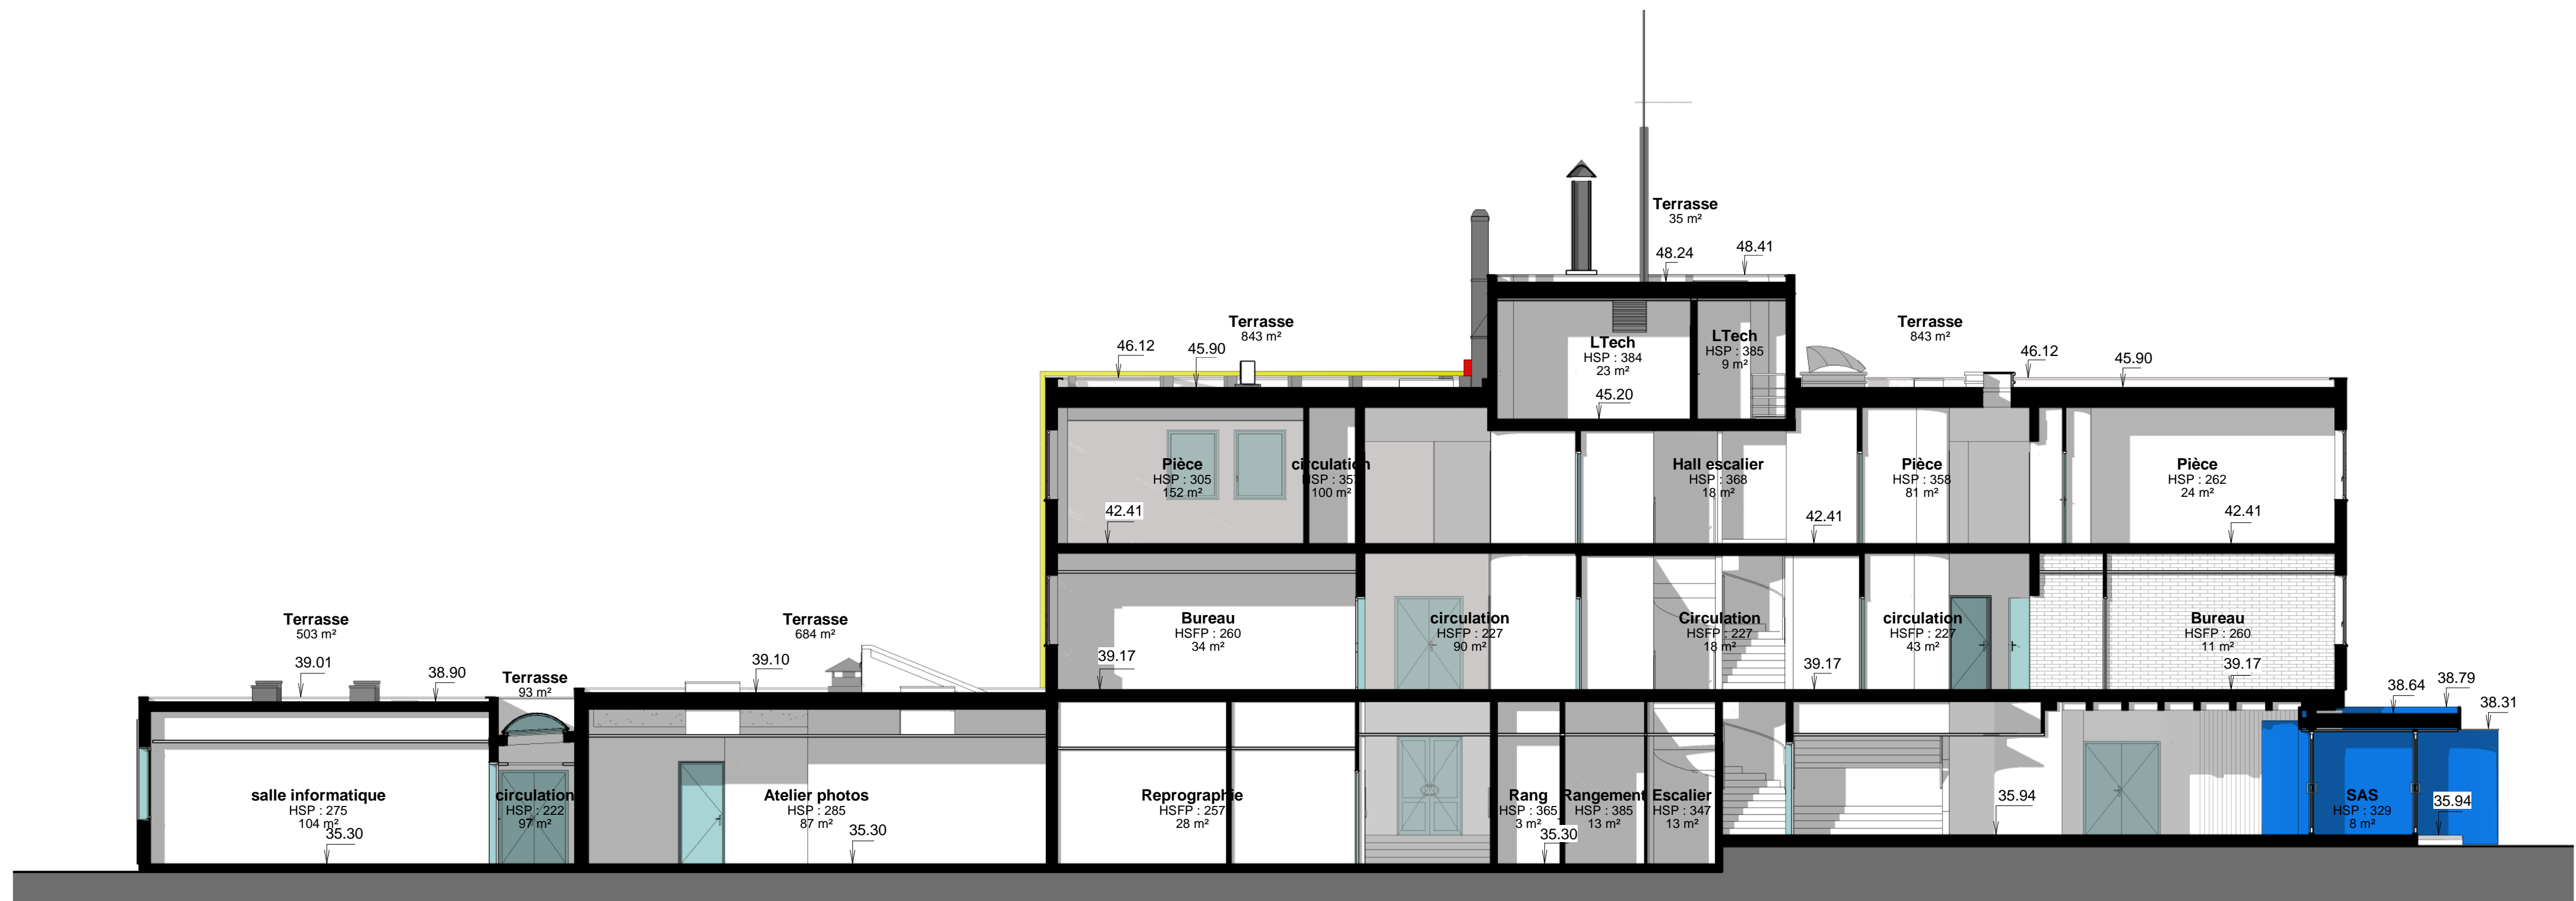 Terrasse
35 m²
48.24
48.41
Terrasse
843 m²
46.12
45.90
Terrasse
843 m²
46.12
45.90
LTech
HSP : 384
23 m²
45.20
LTech
HSP : 385
9 m²
Pièce
HSP : 305
152 m²
42.41
circulation
HSP : 357
100 m²
Hall escalier
HSP : 368
18 m²
42.41
Pièce
HSP : 358
81 m²
Pièce
HSP : 262
24 m²
42.41
Terrasse
503 m²
39.01
38.90
Terrasse
93 m²
Terrasse
684 m²
39.10
Bureau
HSFP : 260
34 m²
39.17
circulation
HSFP : 227
90 m²
Circulation
HSFP : 227
18 m²
39.17
circulation
HSFP : 227
43 m²
Bureau
HSFP : 260
11 m²
39.17
38.64
38.79
38.31
salle informatique
HSP : 275
104 m²
35.30
circulation
HSP : 222
97 m²
Atelier photos
HSP : 285
87 m²
35.30
Reprographie
HSFP : 257
28 m²
Rang
HSP : 365
3 m²
35.30
Rangement
HSP : 385
13 m²
Escalier
HSP : 347
13 m²
35.94
SAS
HSP : 329
8 m²
35.94